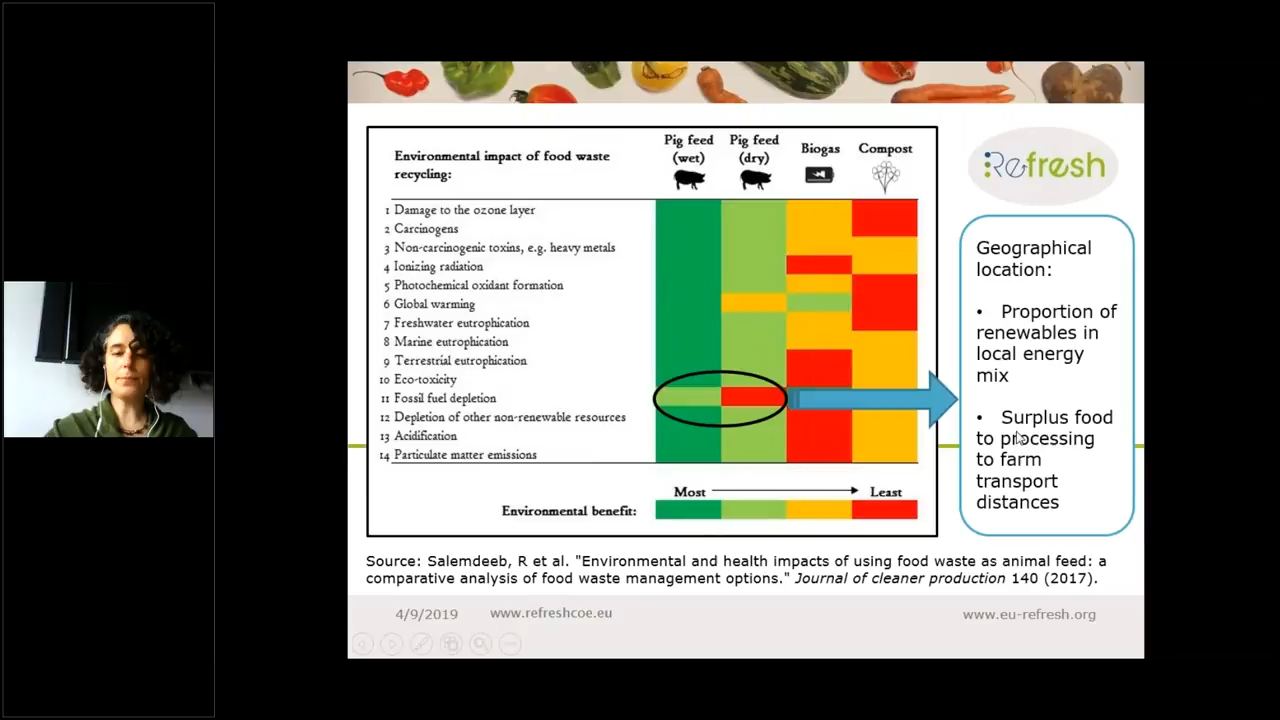 Environmental impact of food waste
recycling:
Pig feed
(wet)
Pig feed
(dry)
Biogas
Compost
1 Damage to the ozone layer
2 Carcinogens
3 Non-carcinogenic toxins, e.g. heavy metals
4 Ionizing radiation
5 Photochemical oxidant formation
6 Global warming
7 Freshwater eutrophication
8 Marine eutrophication
9 Terrestrial eutrophication
10 Eco-toxicity
11 Fossil fuel depletion
12 Depletion of other non-renewable resources
13 Acidification
14 Particulate matter emissions
Most
Least
Environmental benefit:
Refresh
Geographical
location:
• Proportion of
renewables in
local energy
mix
• Surplus food
to processing
to farm
transport
distances
Source: Salemdeeb, R et al. "Environmental and health impacts of using food waste as animal feed: a
comparative analysis of food waste management options." Journal of cleaner production 140 (2017).
4/9/2019
www.refreshcoe.eu
www.eu-refresh.org